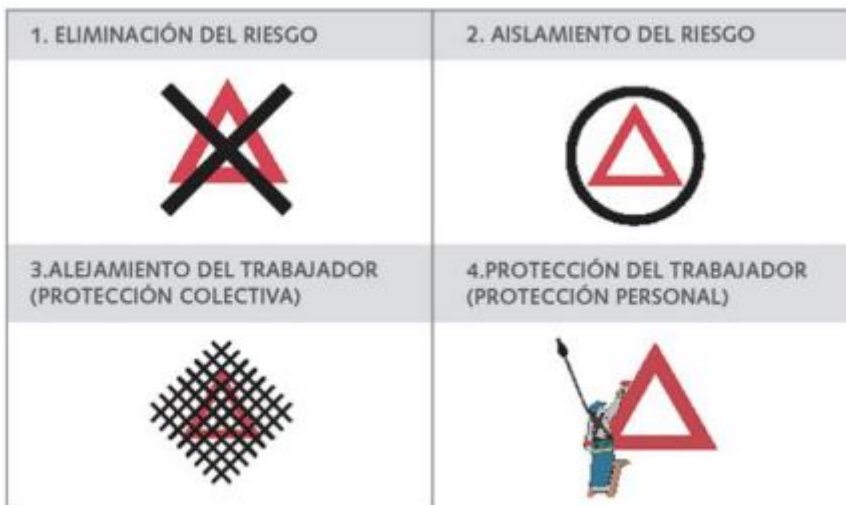 1. ELIMINACIÓN DEL RIESGO
2. AISLAMIENTO DEL RIESGO
3.ALEJAMIENTO DEL TRABAJADOR
(PROTECCIÓN COLECTIVA)
4.PROTECCIÓN DEL TRABAJADOR
(PROTECCIÓN PERSONAL)